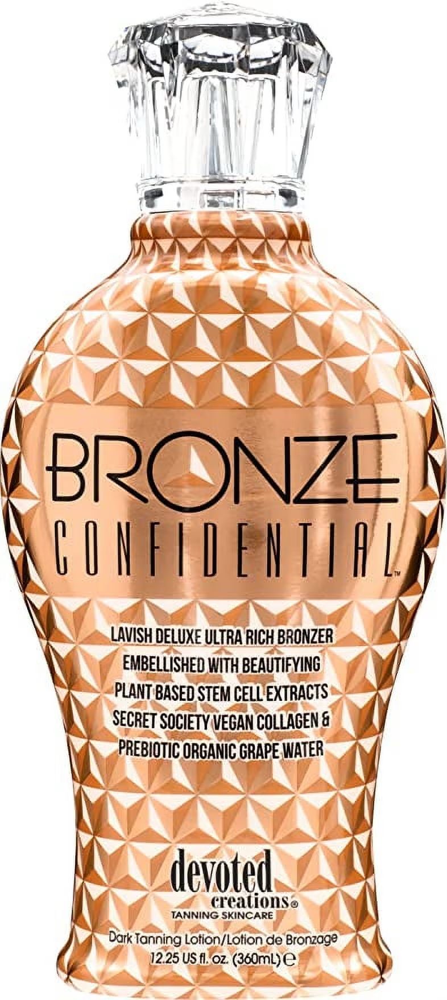 BRONZE
CONFIDENTIAL™
LAVISH DELUXE ULTRA RICH BRONZER
EMBELLISHED WITH BEAUTIFYING
PLANT BASED STEM CELL EXTRACTS
SECRET SOCIETY VEGAN COLLAGEN &
PREBIOTIC ORGANIC GRAPE WATER
devoted
creations®
TANNING SKINCARE
Dark Tanning Lotion/Lotion de Bronzage
12.25 US fl. oz. (360mL) ℮